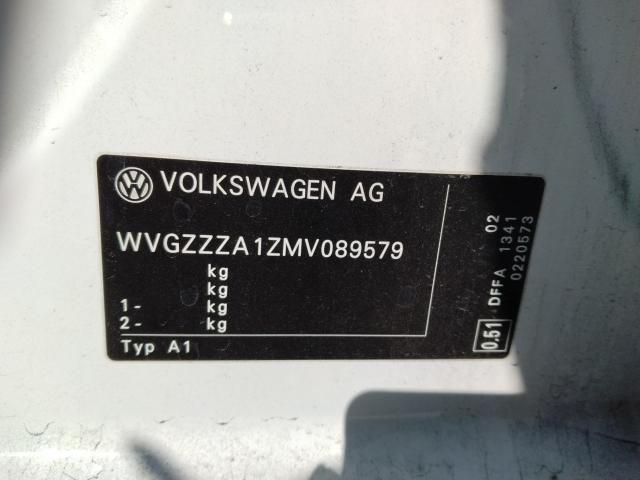 VOLKSWAGEN AG
WVGZZZA1ZMV089579
kg
kg
1- kg
2- kg
Typ A1
0.51 DFFA 02
1341
0220573